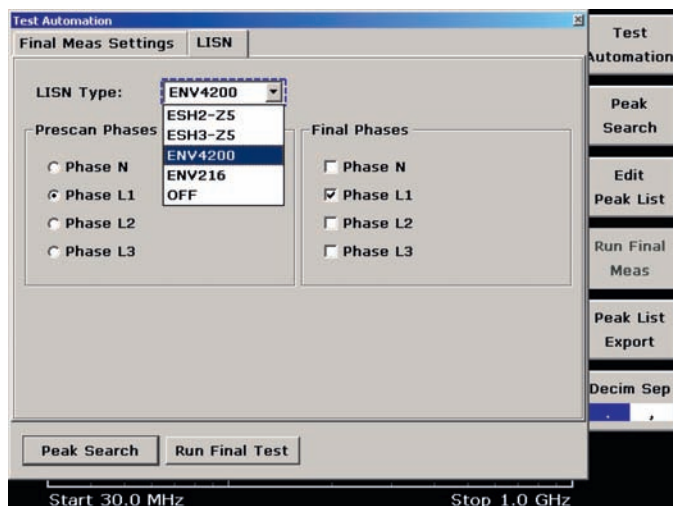 Test Automation
Final Meas Settings
LISN
LISN Type:
ENV4200
ESH2-Z5
ESH3-Z5
ENV4200
ENV216
OFF
Prescan Phases
Phase N
Phase L1
Phase L2
Phase L3
Final Phases
Phase N
Phase L1
Phase L2
Phase L3
Peak Search
Run Final Test
Start 30.0 MHz
Stop 1.0 GHz
Test
Automation
Peak
Search
Edit
Peak List
Run Final
Meas
Peak List
Export
Decim Sep
. ,